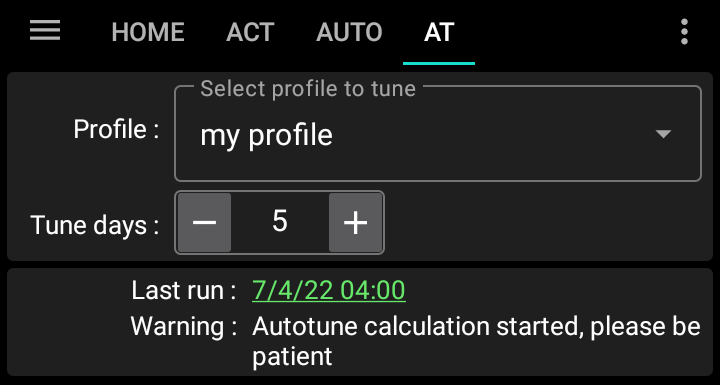 HOME ACT AUTO AT
Select profile to tune
Profile : my profile
Tune days : − 5 +
Last run : 7/4/22 04:00
Warning : Autotune calculation started, please be
patient